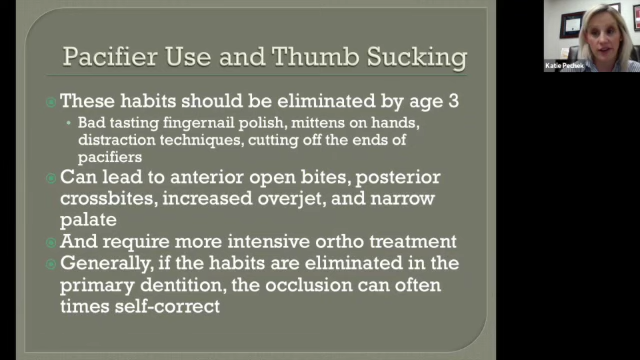 Pacifier Use and Thumb Sucking
These habits should be eliminated by age 3
Bad tasting fingernail polish, mittens on hands,
distraction techniques, cutting off the ends of
pacifiers
Can lead to anterior open bites, posterior
crossbites, increased overjet, and narrow
palate
And require more intensive ortho treatment
Generally, if the habits are eliminated in the
primary dentition, the occlusion can often
times self-correct
Katie Pechek